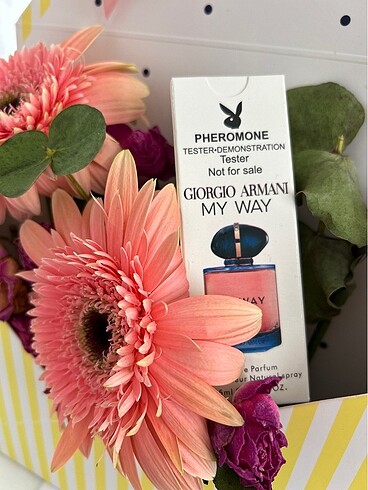 PHEROMONE
TESTER•DEMONSTRATION
Tester
Not for sale
GIORGIO ARMANI
MY WAY
WAY
Parfum
Natural spray
OZ.